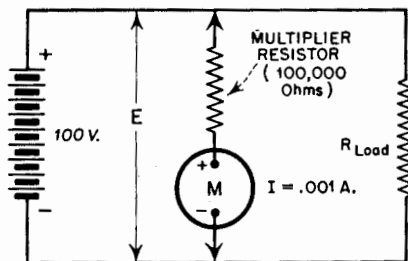 +
100 V.
-
E
MULTIPLIER
RESISTOR
( 100,000
Ohms)
+
M
-
I = .001 A.
R Load